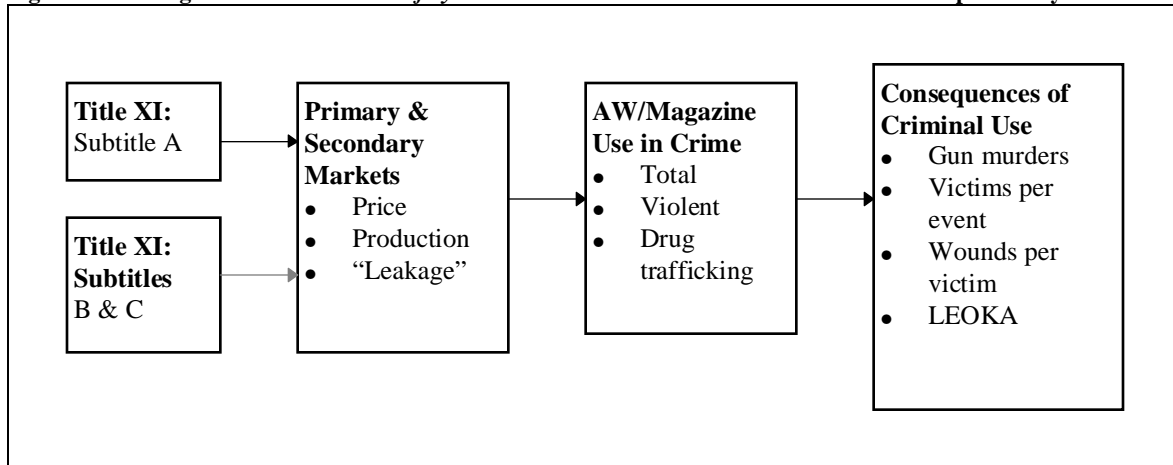 Title XI:
Subtitle A
Title XI:
Subtitles
B & C
Primary &
Secondary
Markets
● Price
● Production
● “Leakage”
AW/Magazine
Use in Crime
● Total
● Violent
● Drug
trafficking
Consequences of
Criminal Use
● Gun murders
● Victims per
event
● Wounds per
victim
● LEOKA